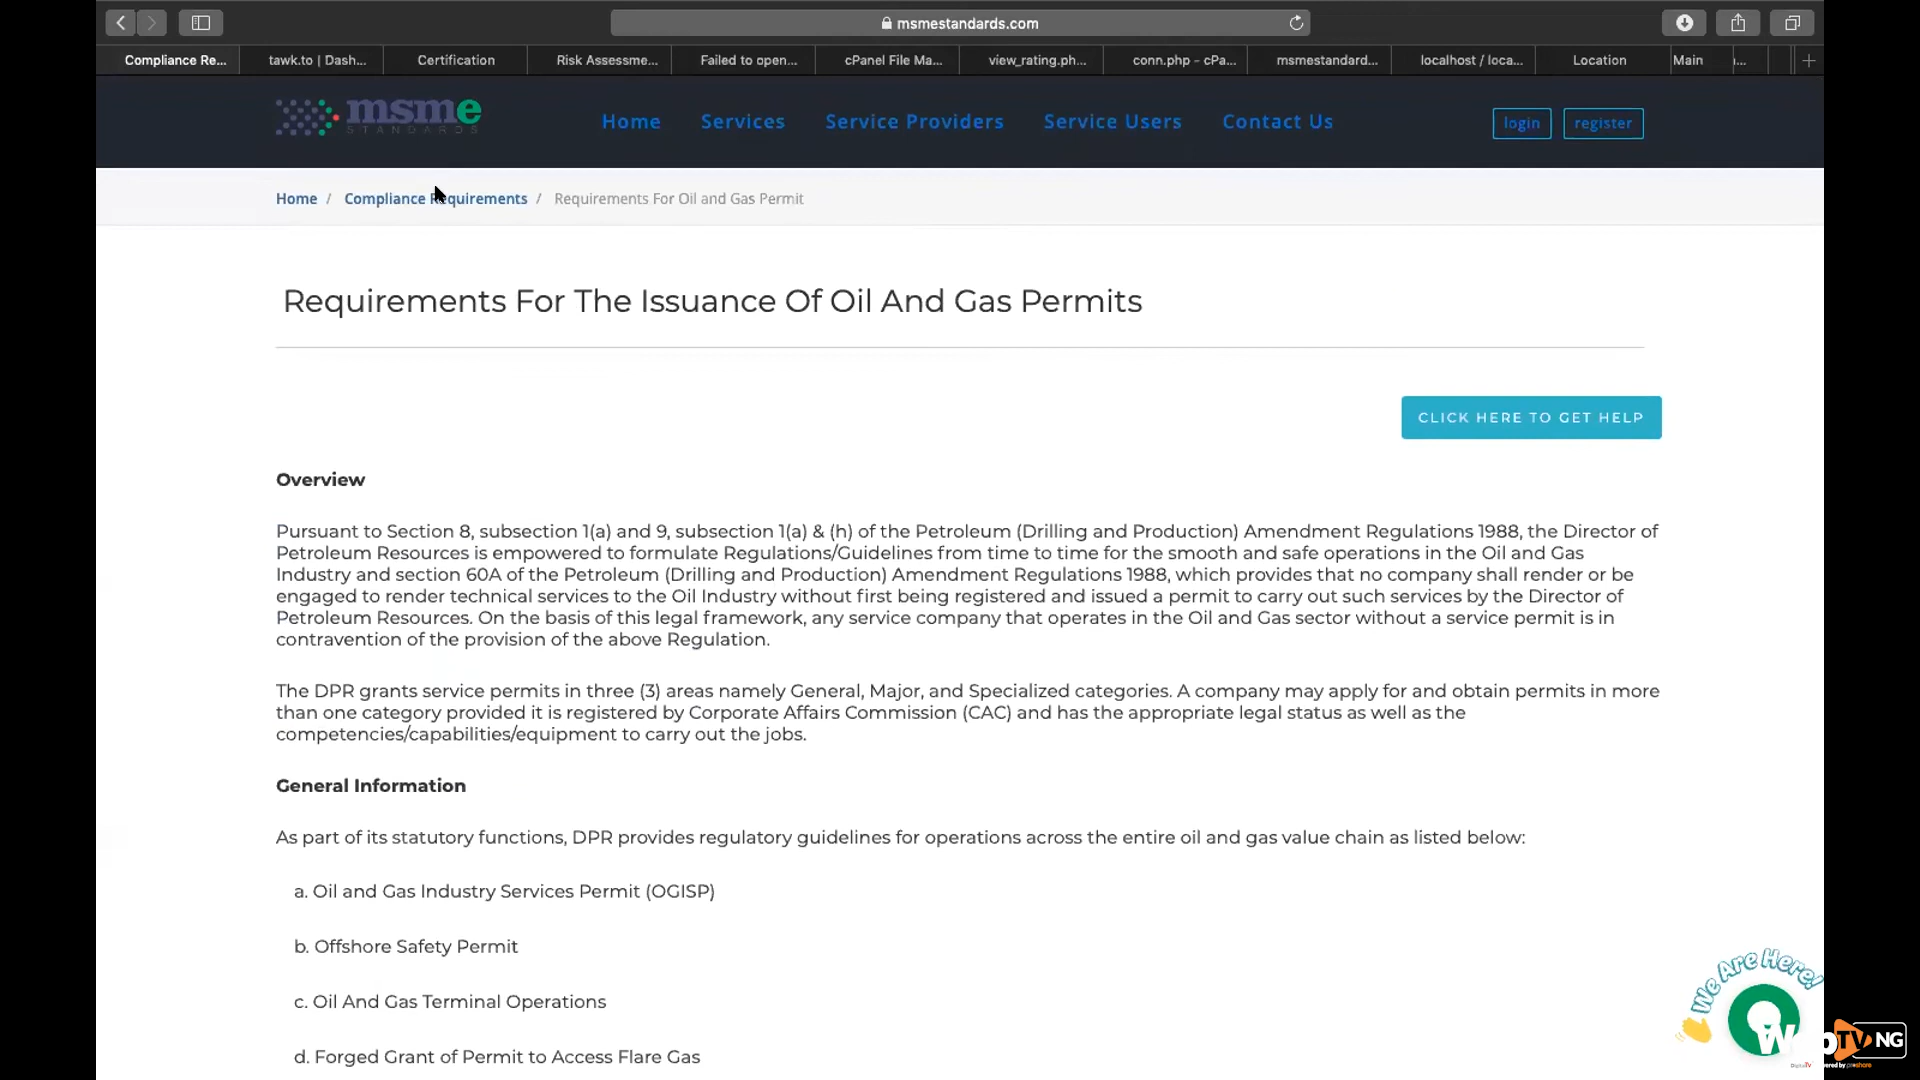 msmestandards.com
Compliance Re... tawk.to | Dash... Certification Risk Assessme... Failed to open... cPanel File Ma... view_rating.ph... conn.php - cPa... msmestandard... localhost / loca... Location Main
msme STANDARDS Home Services Service Providers Service Users Contact Us login register
Home / Compliance Requirements / Requirements For Oil and Gas Permit
Requirements For The Issuance Of Oil And Gas Permits
CLICK HERE TO GET HELP
Overview
Pursuant to Section 8, subsection 1(a) and 9, subsection 1(a) & (h) of the Petroleum (Drilling and Production) Amendment Regulations 1988, the Director of
Petroleum Resources is empowered to formulate Regulations/Guidelines from time to time for the smooth and safe operations in the Oil and Gas
Industry and section 60A of the Petroleum (Drilling and Production) Amendment Regulations 1988, which provides that no company shall render or be
engaged to render technical services to the Oil Industry without first being registered and issued a permit to carry out such services by the Director of
Petroleum Resources. On the basis of this legal framework, any service company that operates in the Oil and Gas sector without a service permit is in
contravention of the provision of the above Regulation.
The DPR grants service permits in three (3) areas namely General, Major, and Specialized categories. A company may apply for and obtain permits in more
than one category provided it is registered by Corporate Affairs Commission (CAC) and has the appropriate legal status as well as the
competencies/capabilities/equipment to carry out the jobs.
General Information
As part of its statutory functions, DPR provides regulatory guidelines for operations across the entire oil and gas value chain as listed below:
a. Oil and Gas Industry Services Permit (OGISP)
b. Offshore Safety Permit
c. Oil And Gas Terminal Operations
d. Forged Grant of Permit to Access Flare Gas
We Are Here!
WebTV NG
powered by proshare